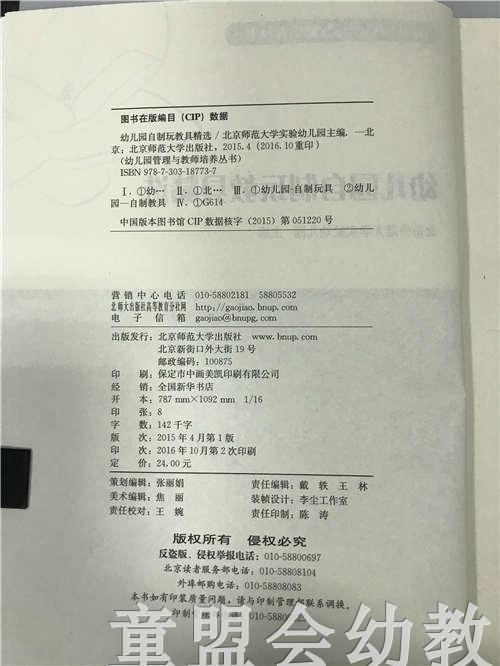 图书在版编目（CIP）数据
幼儿园自制玩教具精选／北京师范大学实验幼儿园主编．—北
京：北京师范大学出版社，2015.4（2016.10重印）
（幼儿园管理与教师培养丛书）
ISBN 978-7-303-18773-7
Ⅰ.①幼… Ⅱ.①北… Ⅲ.①幼儿园-自制玩具 ②幼儿
园—自制教具 Ⅳ.①G614
中国版本图书馆CIP数据核字（2015）第051220号
营销中心电话 010-58802181 58805532
北师大出版社高等教育分社网 http://gaojiao.bnup.com
电子信箱 gaojiao@bnupg.com
出版发行：北京师范大学出版社 www.bnup.com
北京新街口外大街19号
邮政编码：100875
印刷：保定市中画美凯印刷有限公司
经销：全国新华书店
开本：787 mm×1092 mm 1/16
印张：8
字数：142千字
版次：2015年4月第1版
印次：2016年10月第2次印刷
定价：24.00元
策划编辑：张丽娟 责任编辑：戴轶 王林
美术编辑：焦丽 装帧设计：李尘工作室
责任校对：王婉 责任印制：陈涛
版权所有 侵权必究
反盗版、侵权举报电话：010-58800697
北京读者服务部电话：010-58808104
外埠邮购电话：010-58808083
本书如有印装质量问题，请与印制管理部联系调换。
童盟会幼教